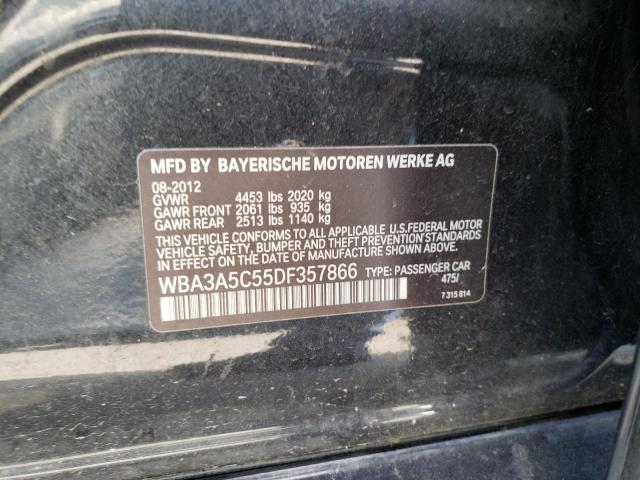 MFD BY BAYERISCHE MOTOREN WERKE AG
08-2012
GVWR 4453 lbs 2020 kg
GAWR FRONT 2061 lbs 935 kg
GAWR REAR 2513 lbs 1140 kg
THIS CAR CONFORMS TO ALL APPLICABLE U.S.FEDERAL MOTOR
VEHICLE SAFETY, BUMPER AND THEFT PREVENTION STANDARDS
IN EFFECT ON THE DATE OF MANUFACTURE SHOWN ABOVE.
WBA3A5C55DF357866 TYPE: PASSENGER CAR
475/
7 315 814